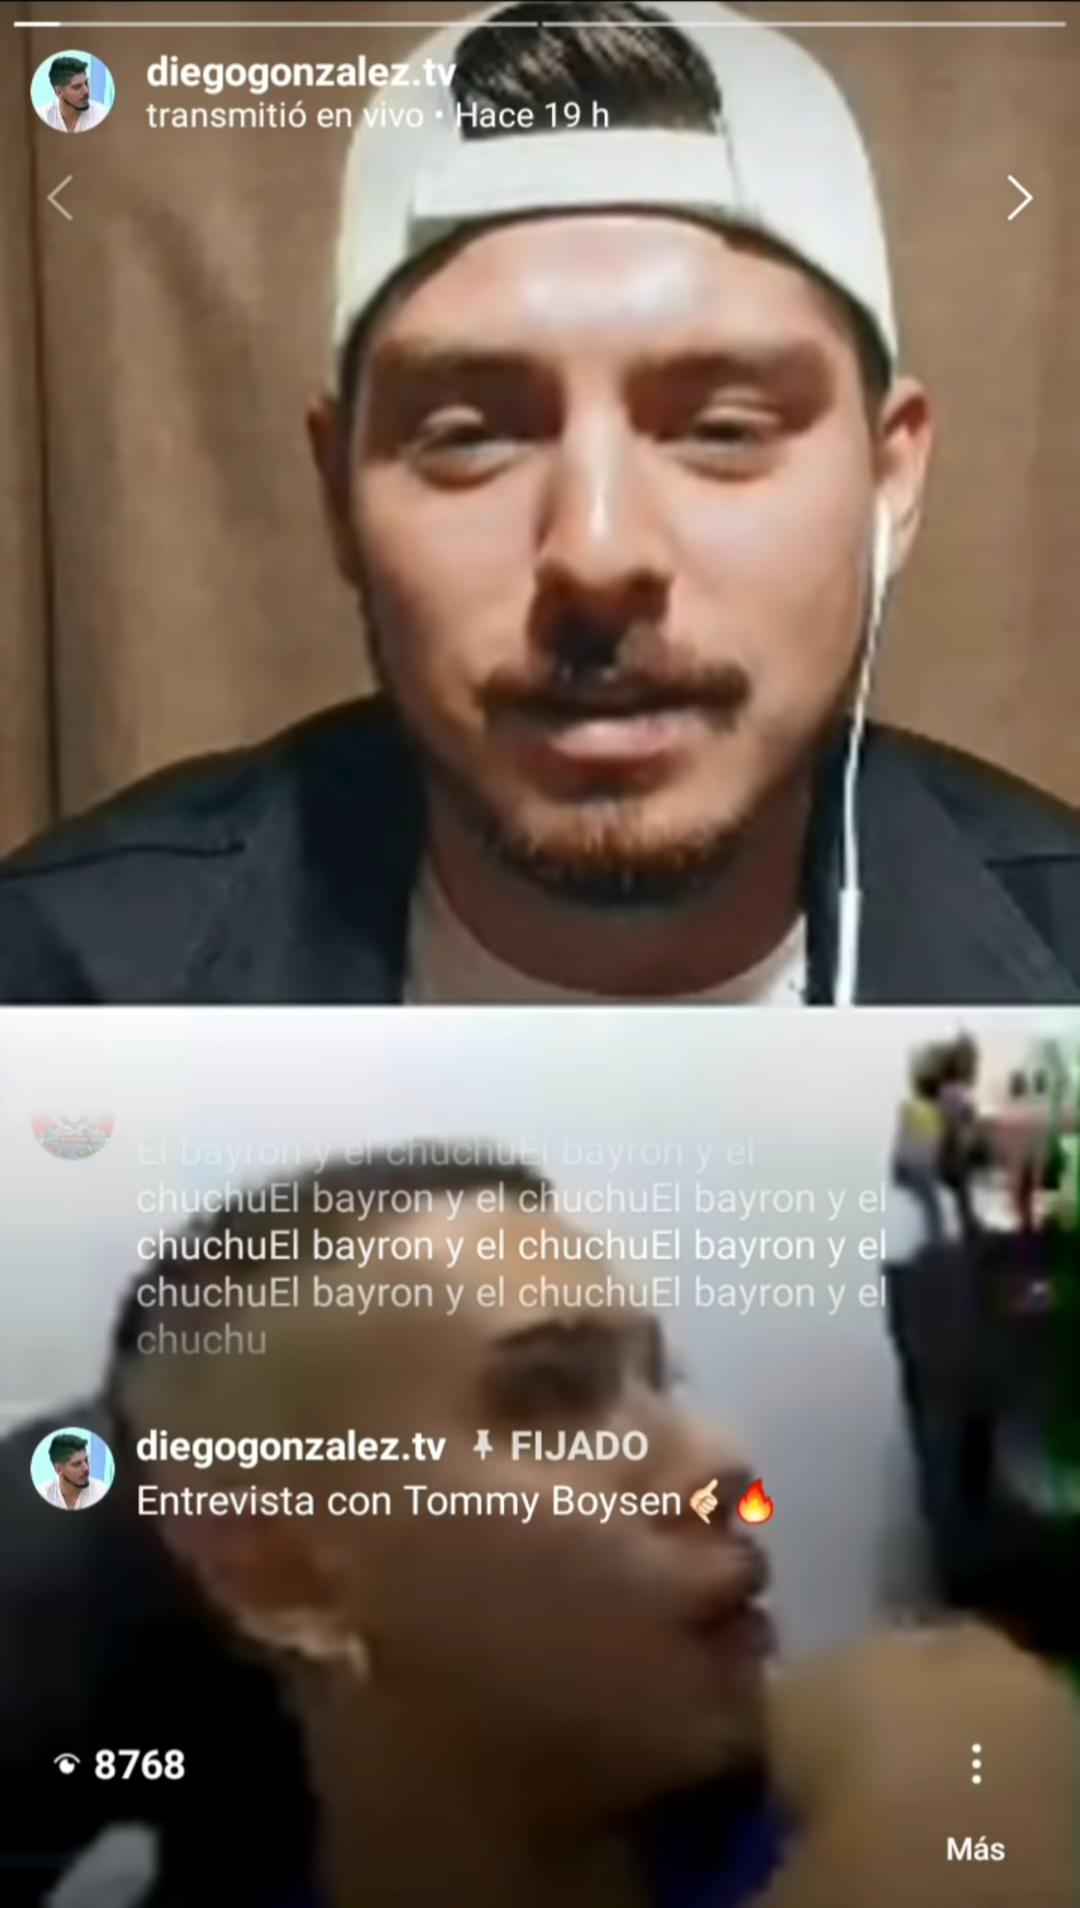 diegogonzalez.tv
transmitió en vivo • Hace 19 h
El bayron y el chuchuEl bayron y el
chuchuEl bayron y el chuchuEl bayron y el
chuchuEl bayron y el chuchuEl bayron y el
chuchuEl bayron y el chuchuEl bayron y el
chuchu
diegogonzalez.tv FIJADO
Entrevista con Tommy Boysen🤙🏻🔥
8768
Más